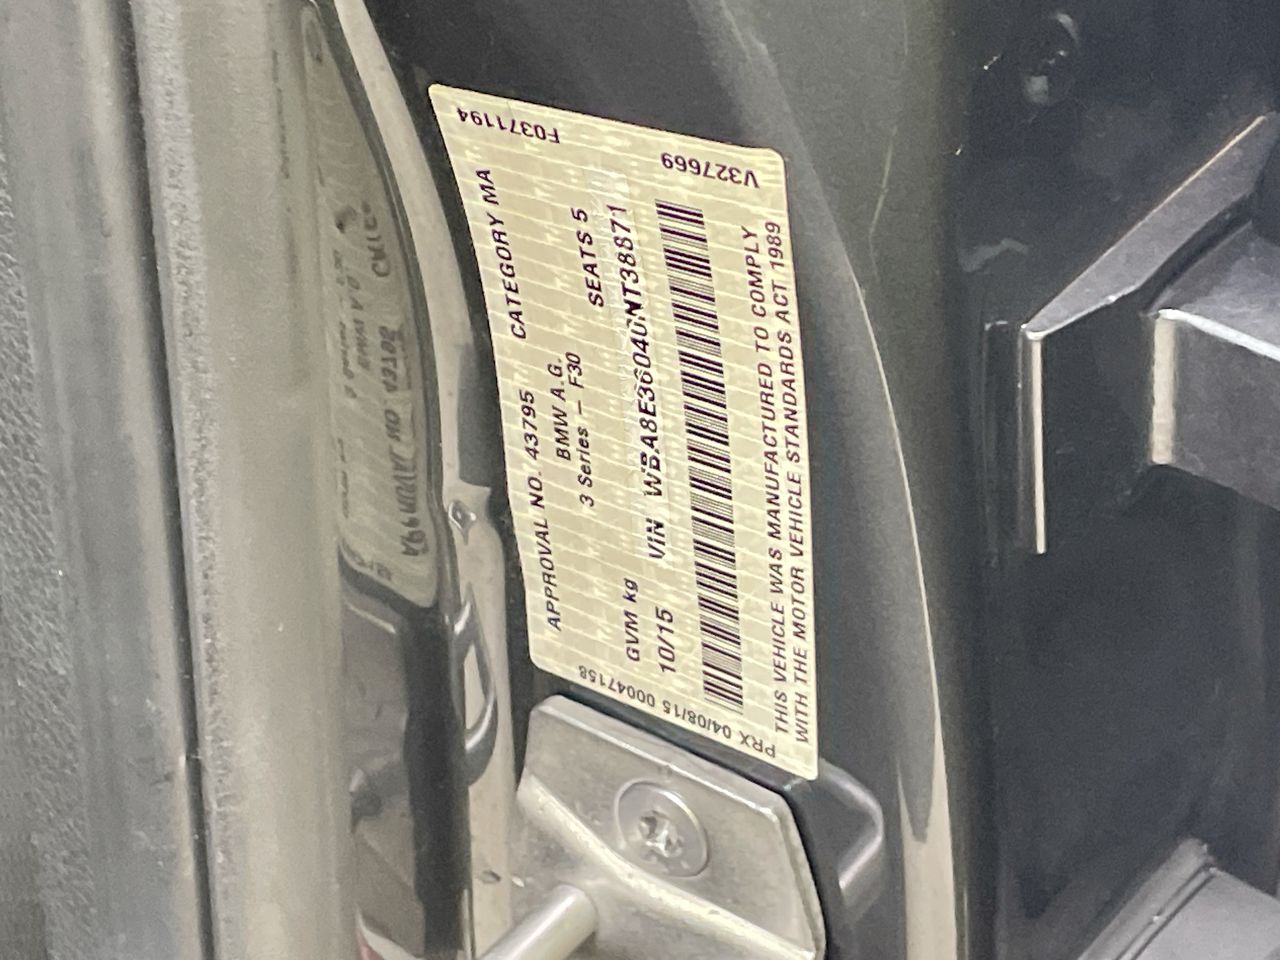 F0371194
V327669
APPROVAL NO. 43795 CATEGORY MA
BMW A.G.
3 Series - F30 SEATS 5
GVM kg
10/15 VIN WBA8E36040NT38871
THIS VEHICLE WAS MANUFACTURED TO COMPLY
WITH THE MOTOR VEHICLE STANDARDS ACT 1989
PRX 04/08/15 00047158